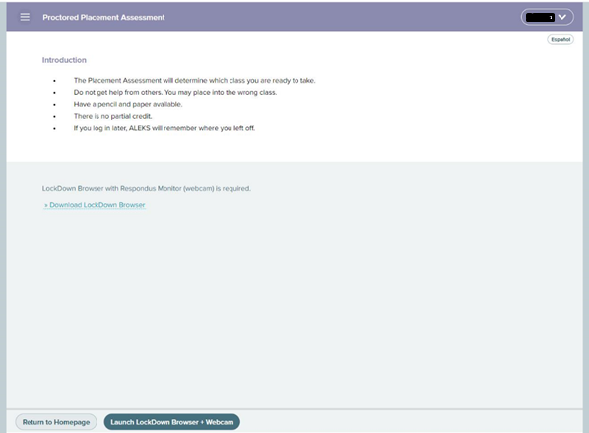 Proctored Placement Assessment
Español
Introduction
• The Placement Assessment will determine which class you are ready to take.
• Do not get help from others. You may place into the wrong class.
• Have a pencil and paper available.
• There is no partial credit.
• If you log in later, ALEKS will remember where you left off.
LockDown Browser with Respondus Monitor (webcam) is required.
» Download LockDown Browser
Return to Homepage
Launch LockDown Browser + Webcam